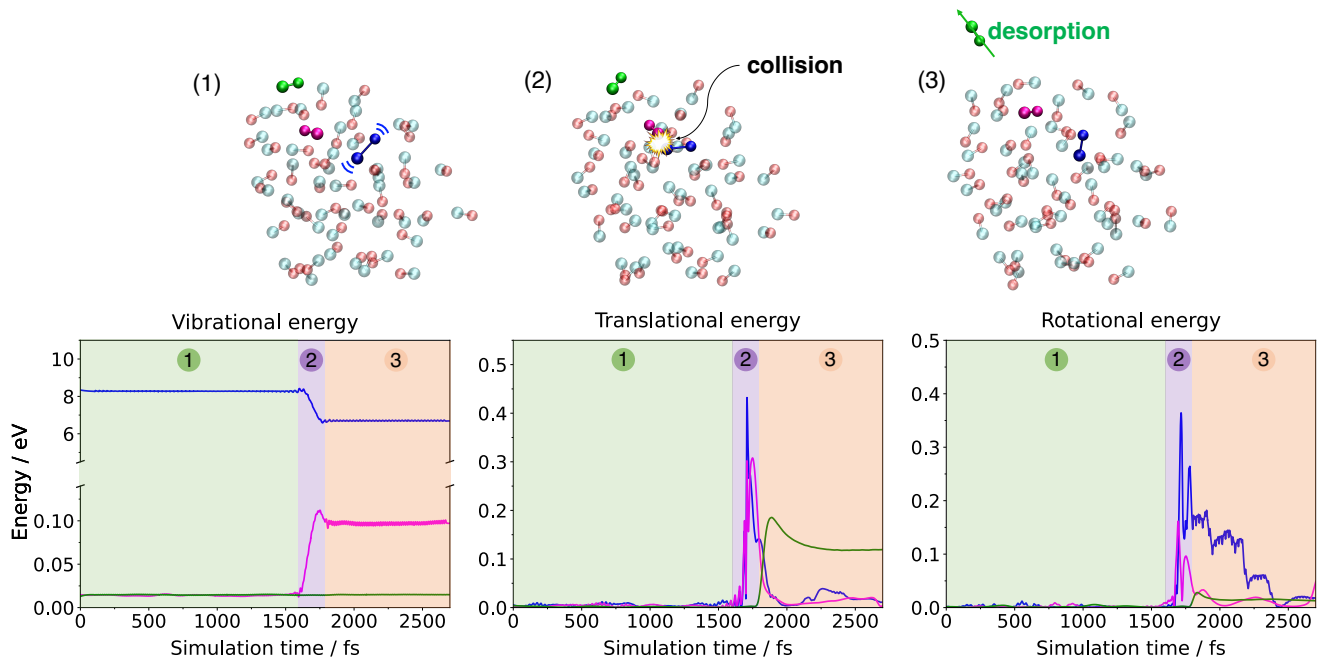 desorption
(1)
(2)
collision
(3)
Vibrational energy
Translational energy
Rotational energy
Energy / eV
10
8
6
0.10
0.05
0.00
1
2
3
0 500 1000 1500 2000 2500
Simulation time / fs
0.5
0.4
0.3
0.2
0.1
0.0
1
2
3
0 500 1000 1500 2000 2500
Simulation time / fs
0.5
0.4
0.3
0.2
0.1
0.0
1
2
3
0 500 1000 1500 2000 2500
Simulation time / fs